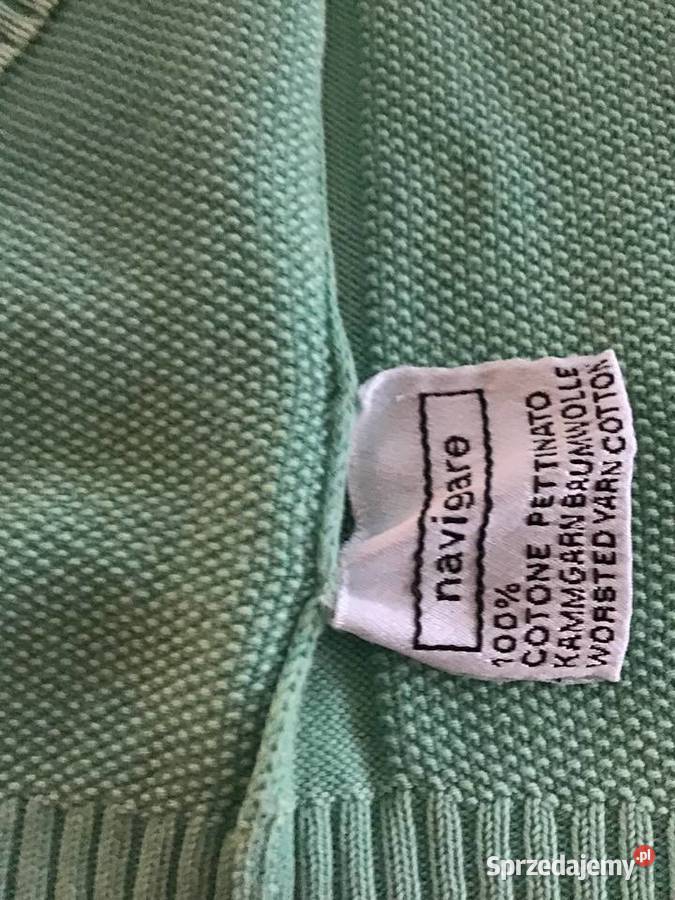 navigare
100%
COTONE PETTINATO
KAMMGARN BAUMWOLLE
WORSTED YARN COTTON
Sprzedajemy.pl